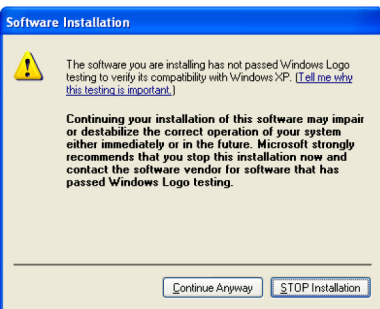 Software Installation
The software you are installing has not passed Windows Logo
testing to verify its compatibility with Windows XP. (Tell me why
this testing is important.)
Continuing your installation of this software may impair
or destabilize the correct operation of your system
either immediately or in the future. Microsoft strongly
recommends that you stop this installation now and
contact the software vendor for software that has
passed Windows Logo testing.
Continue Anyway STOP Installation